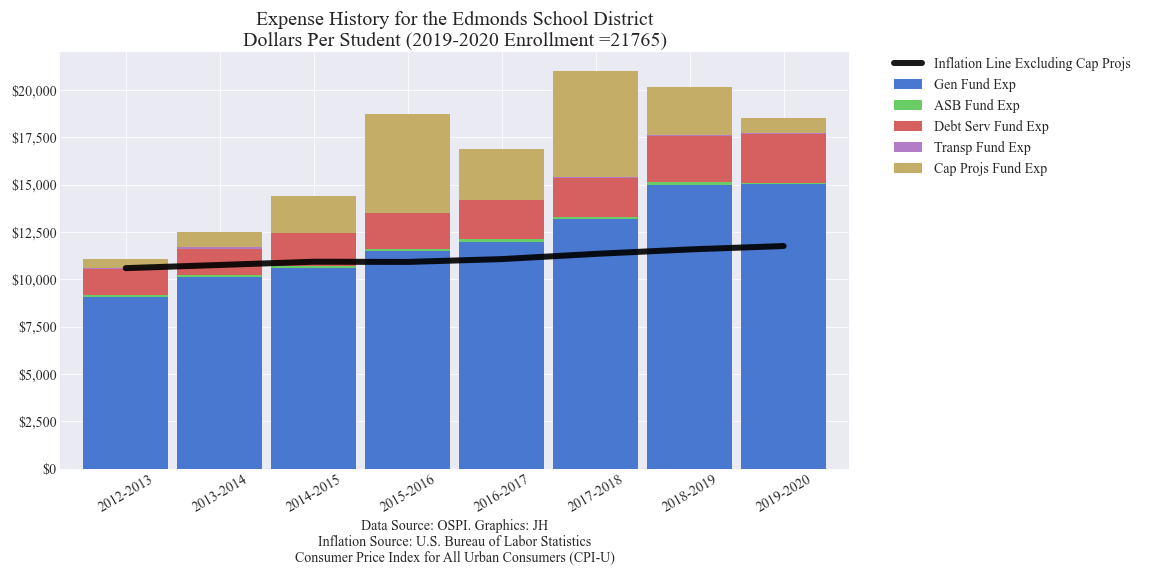 Expense History for the Edmonds School District
Dollars Per Student (2019-2020 Enrollment =21765)
Inflation Line Excluding Cap Projs
Gen Fund Exp
ASB Fund Exp
Debt Serv Fund Exp
Transp Fund Exp
Cap Projs Fund Exp
$20,000
$17,500
$15,000
$12,500
$10,000
$7,500
$5,000
$2,500
$0
2012-2013
2013-2014
2014-2015
2015-2016
2016-2017
2017-2018
2018-2019
2019-2020
Data Source: OSPI. Graphics: JH
Inflation Source: U.S. Bureau of Labor Statistics
Consumer Price Index for All Urban Consumers (CPI-U)